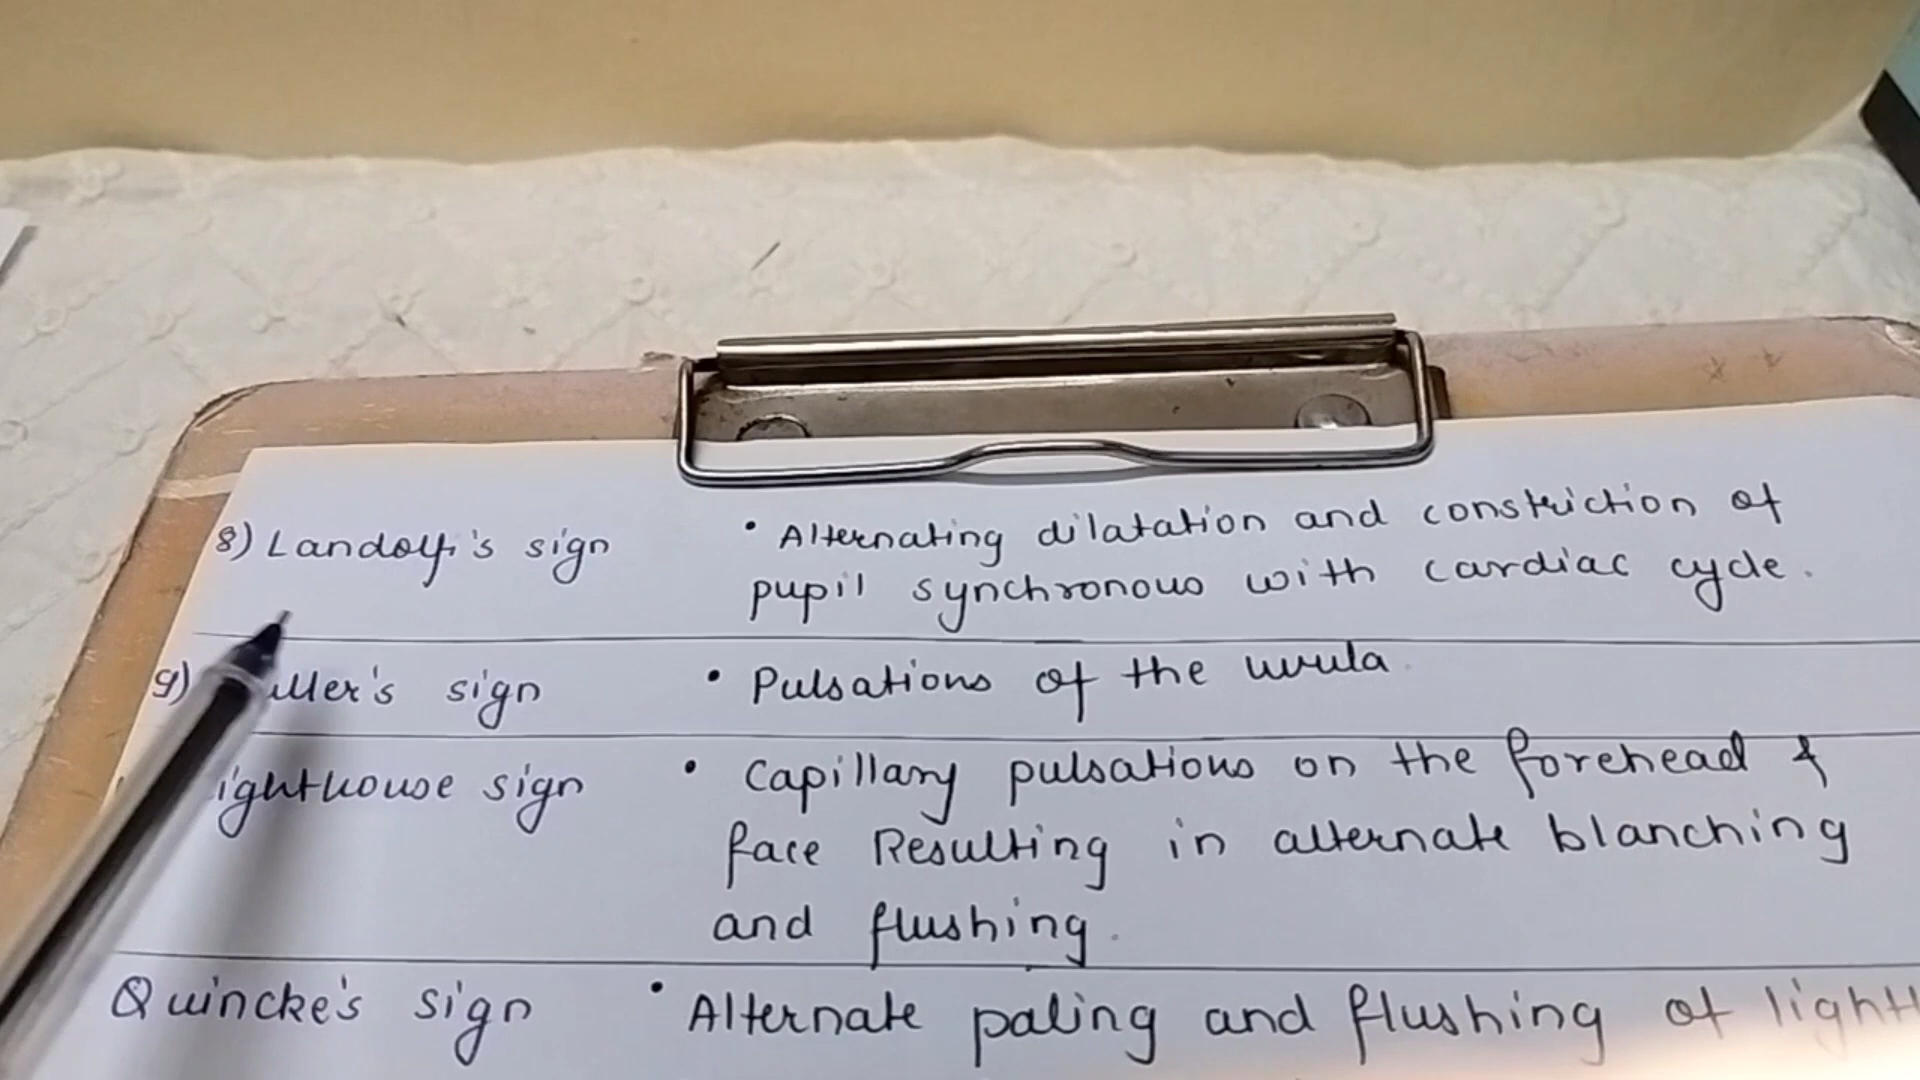 8) Landolfi's sign • Alternating dilatation and constriction of
pupil synchronous with cardiac cycle.
9) uller's sign • Pulsations of the uvula
ighthouse sign • Capillary pulsations on the forehead &
face Resulting in alternate blanching
and flushing.
Quincke's sign • Alternate paling and flushing of light